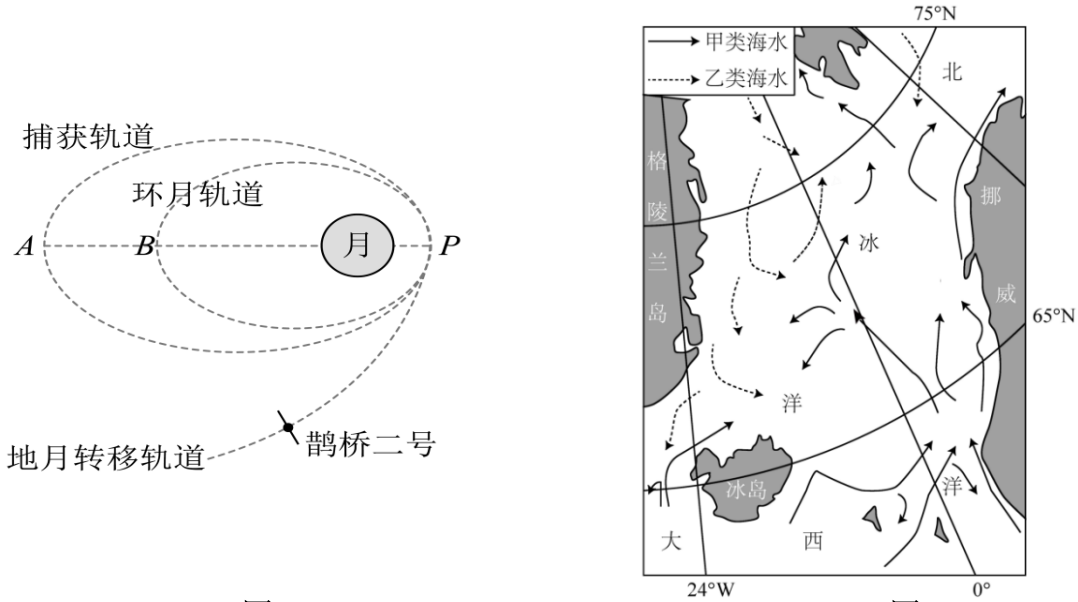 捕获轨道
环月轨道
A
B
月
P
鹊桥二号
地月转移轨道
75°N
甲类海水
乙类海水
北
格
陵
兰
岛
挪
威
冰
65°N
洋
冰岛
洋
大
西
24°W
0°